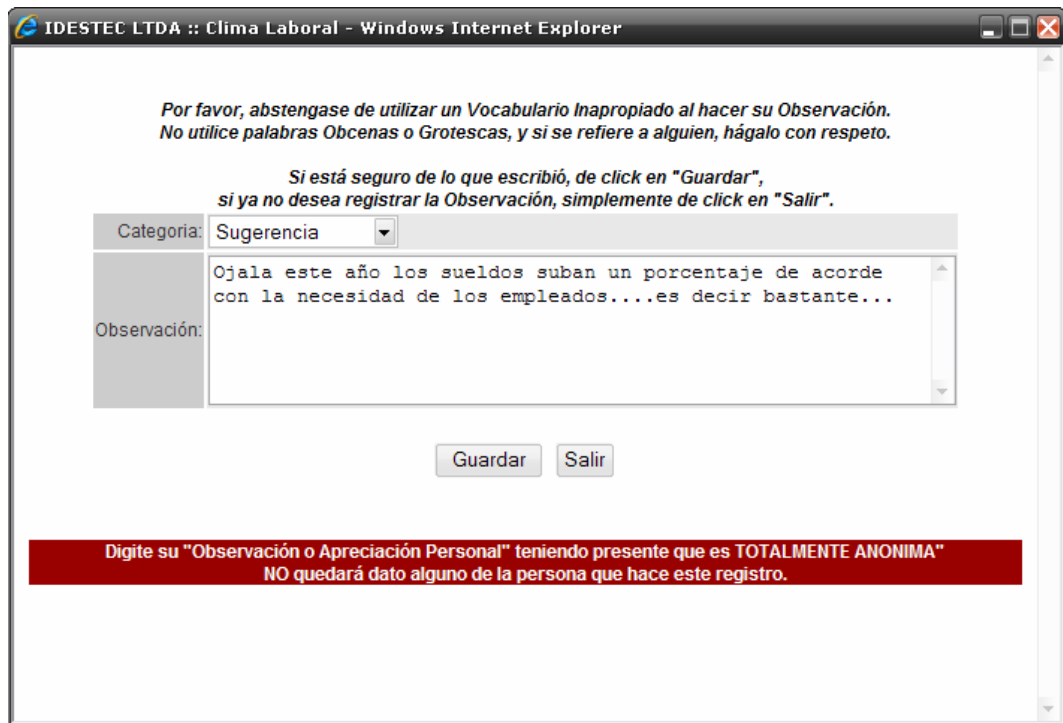 IDESTEC LTDA :: Clima Laboral - Windows Internet Explorer
Por favor, abstengase de utilizar un Vocabulario Inapropiado al hacer su Observación.
No utilice palabras Obcenas o Grotescas, y si se refiere a alguien, hágalo con respeto.
Si está seguro de lo que escribió, de click en "Guardar",
si ya no desea registrar la Observación, simplemente de click en "Salir".
Categoria: Sugerencia
Ojala este año los sueldos suban un porcentaje de acorde
con la necesidad de los empleados....es decir bastante...
Observación:
Guardar Salir
Digite su "Observación o Apreciación Personal" teniendo presente que es TOTALMENTE ANONIMA"
NO quedará dato alguno de la persona que hace este registro.